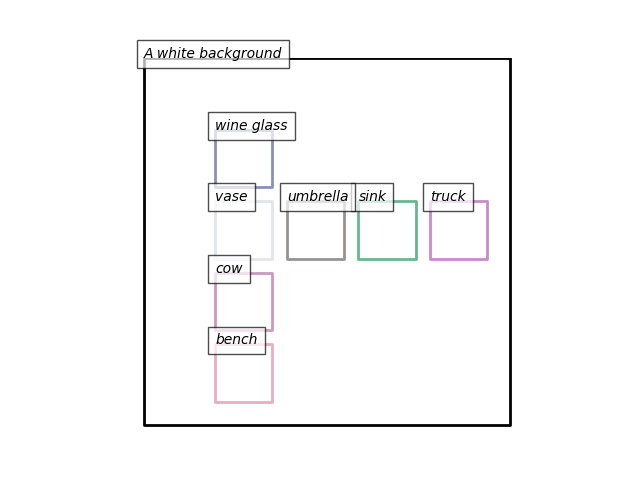 A white background
wine glass
vase
umbrella
sink
truck
cow
bench